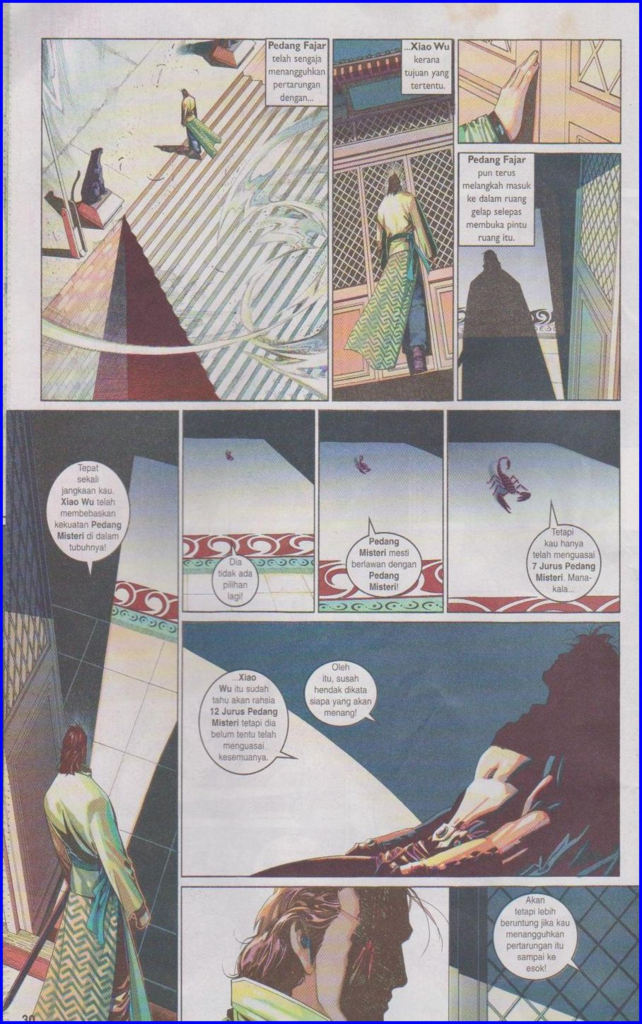 Pedang Fajar
telah sengaja
menangguhkan
pertarungan
dengan...
...Xiao Wu
kerana
tujuan yang
tertentu.
Pedang Fajar
pun terus
melangkah masuk
ke dalam ruang
gelap selepas
membuka pintu
ruang itu.
Tepat
sekali
jangkaan kau.
Xiao Wu telah
membebaskan
kekuatan Pedang
Misteri di dalam
tubuhnya!
Dia
tidak ada
pilihan
lagi!
Pedang
Misteri mesti
berlawan dengan
Pedang
Misteri!
Tetapi
kau hanya
telah menguasai
7 Jurus Pedang
Misteri. Mana-
kala...
...Xiao
Wu itu sudah
tahu akan rahsia
12 Jurus Pedang
Misteri tetapi dia
belum tentu telah
menguasai
kesemuanya.
Oleh
itu, susah
hendak dikata
siapa yang akan
menang!
Akan
tetapi lebih
beruntung jika kau
menangguhkan
pertarungan itu
sampai ke
esok!
30